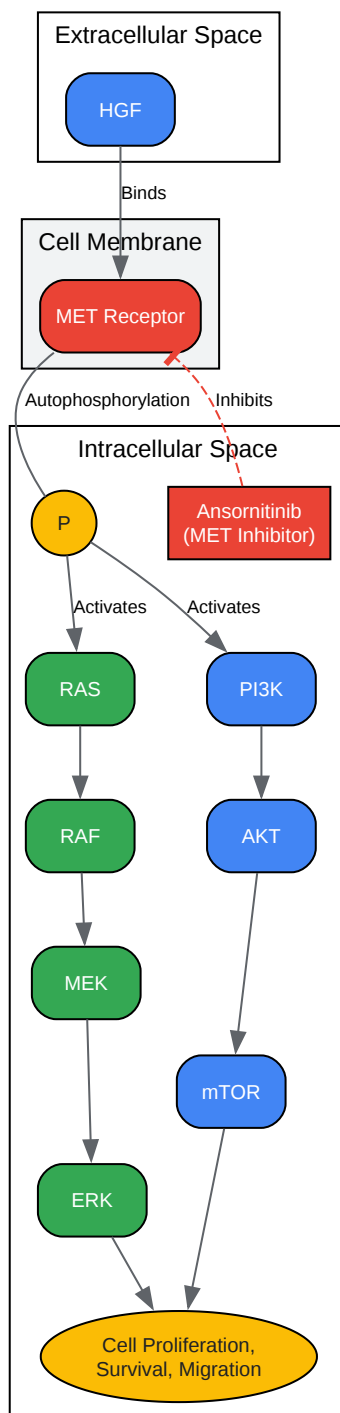 Extracellular Space
HGF
Binds
Cell Membrane
MET Receptor
Autophosphorylation
Inhibits
Intracellular Space
P
Ansornitinib
(MET Inhibitor)
Activates
Activates
RAS
PI3K
RAF
AKT
MEK
mTOR
ERK
Cell Proliferation,
Survival, Migration